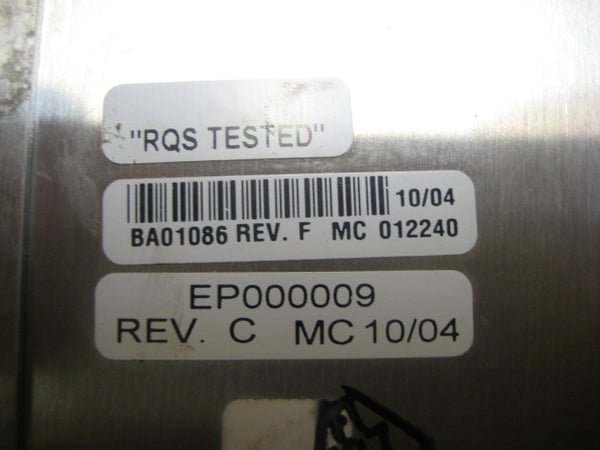 "RQS TESTED"
10/04
BA01086 REV. F MC 012240
EP000009
REV. C MC 10/04